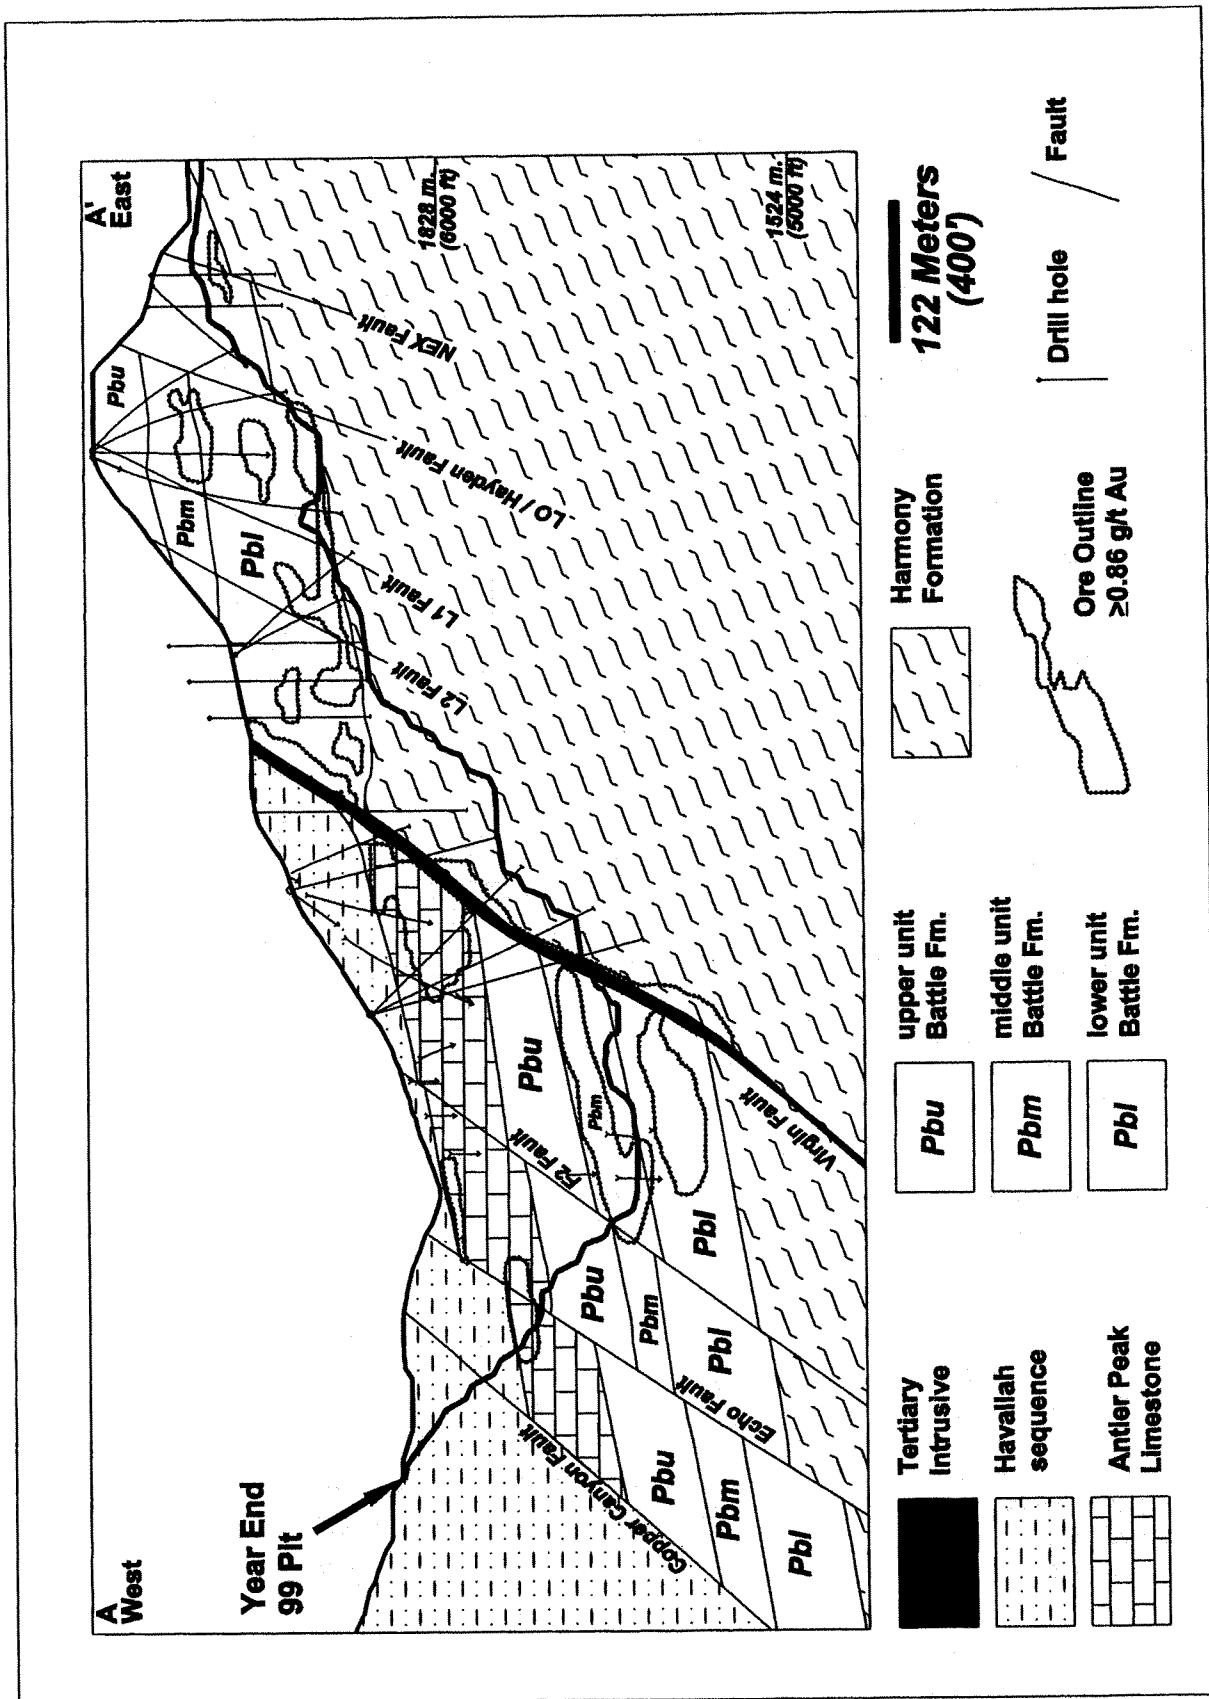 A
West
A'
East
Year End
99 Pit
1828 m.
(6000 ft)
1524 m.
(5000 ft)
Pbu
Pbm
Pbl
NEX Fault
LO / Hayden Fault
L1 Fault
L2 Fault
Pbu
Pbm
F2 Fault
Virgin Fault
Pbl
Pbu
Pbm
Pbl
Echo Fault
Copper Canyon Fault
Pbu
Pbm
Pbl
Tertiary
Intrusive
Havallah
sequence
Antler Peak
Limestone
Pbu
upper unit
Battle Fm.
Pbm
middle unit
Battle Fm.
Pbl
lower unit
Battle Fm.
Harmony
Formation
Ore Outline
≥0.86 g/t Au
122 Meters
(400')
Drill hole
Fault